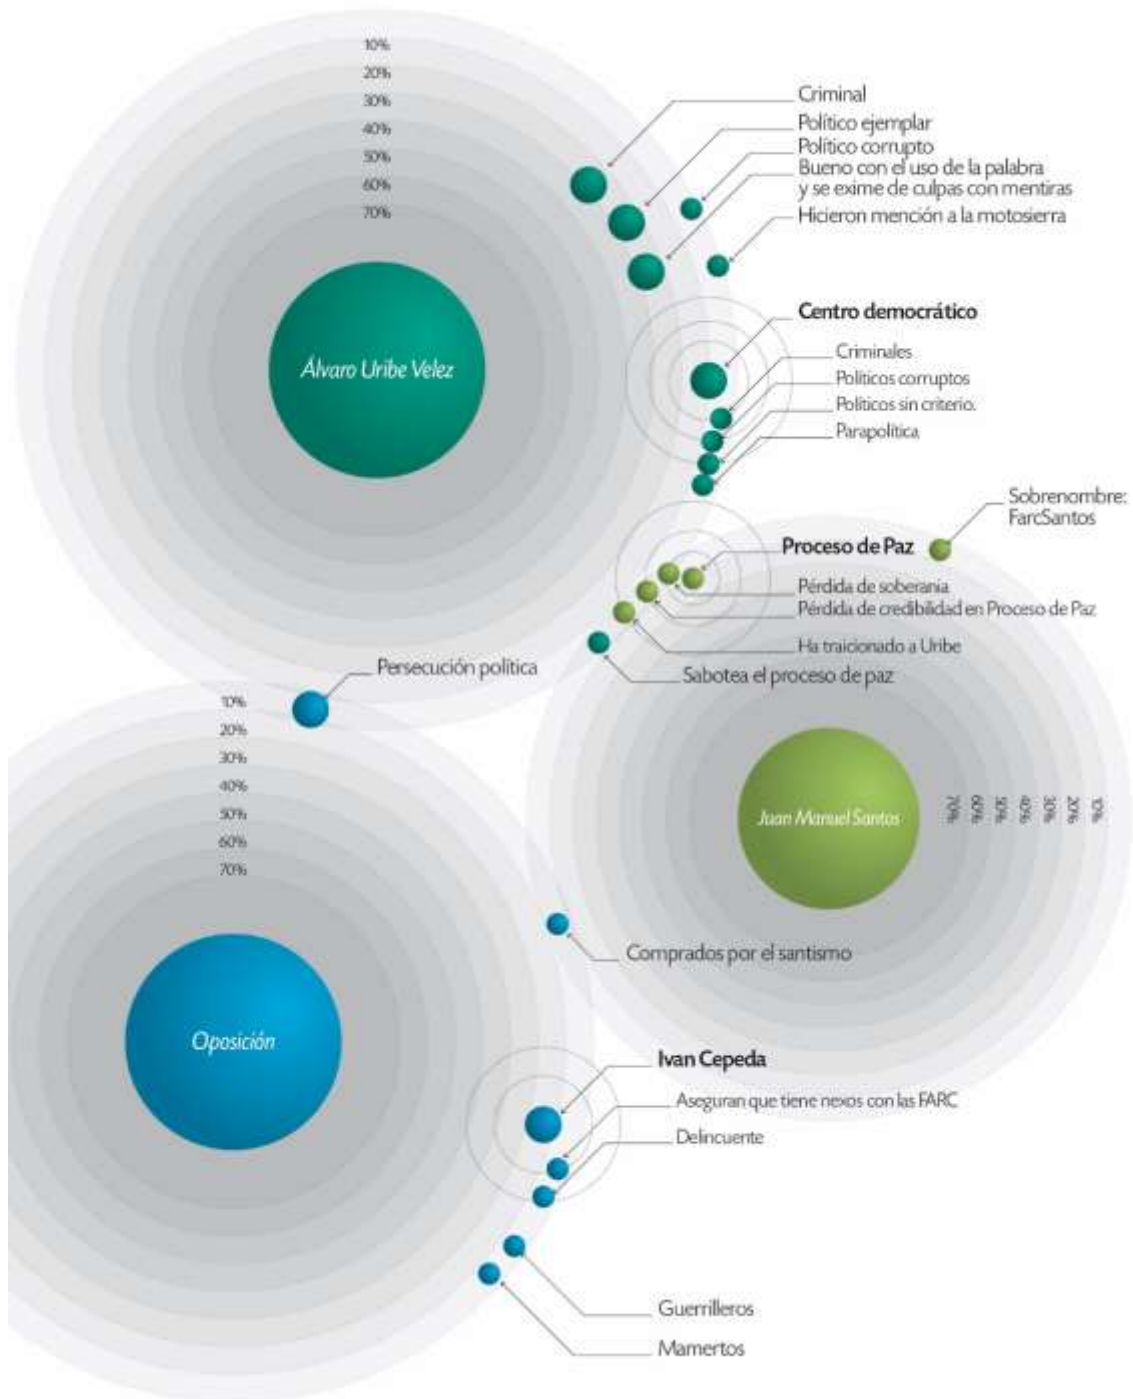 10%
20%
30%
40%
50%
60%
70%
Álvaro Uribe Velez
Criminal
Político ejemplar
Político corrupto
Bueno con el uso de la palabra
y se exime de culpas con mentiras
Hicieron mención a la motosierra
Centro democrático
Criminales
Políticos corruptos
Políticos sin criterio.
Parapolítica
Sobrenombre:
FarcSantos
Proceso de Paz
Pérdida de soberania
Pérdida de credibilidad en Proceso de Paz
Ha traicionado a Uribe
Sabotea el proceso de paz
Persecución política
10%
20%
30%
40%
50%
60%
70%
Juan Manuel Santos
70%
60%
50%
40%
30%
20%
10%
Comprados por el santismo
Oposición
Ivan Cepeda
Aseguran que tiene nexos con las FARC
Delincuente
Guerrilleros
Mamertos